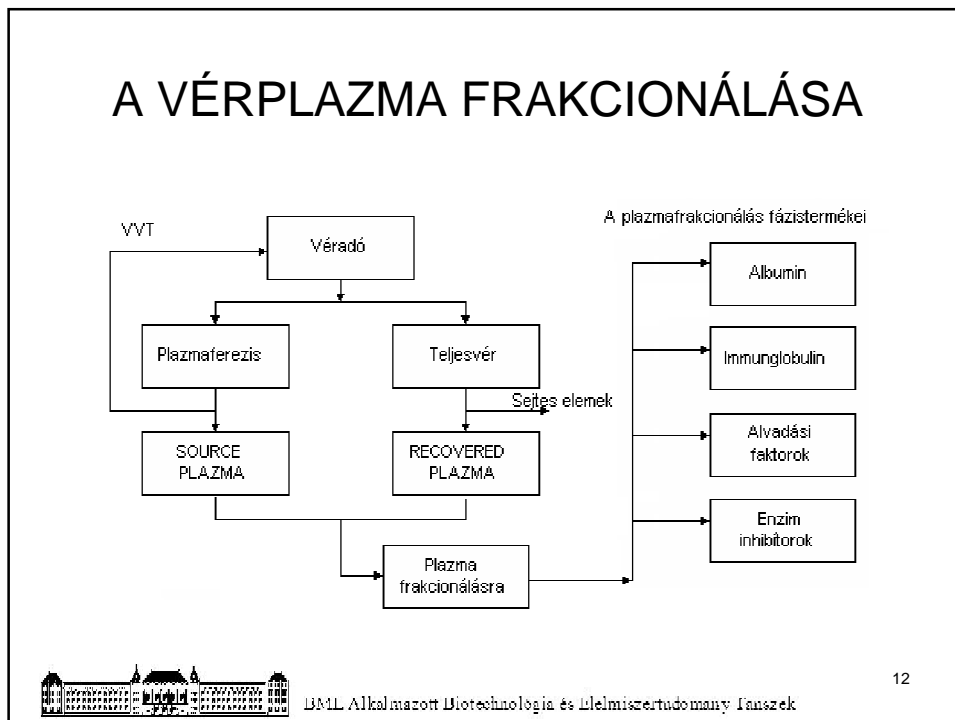 A VÉRPLAZMA FRAKCIONÁLÁSA
VVT
Véradó
Plazmaferezis
Teljesvér
Sejtes elemek
SOURCE
PLAZMA
RECOVERED
PLAZMA
Plazma
frakcionálásra
A plazmafrakcionálás fázistermékei
Albumin
Immunglobulin
Alvadási
faktorok
Enzim
inhibítorok
BME Alkalmazott Biotechnológia és Élelmiszertudomány Tanszék
12